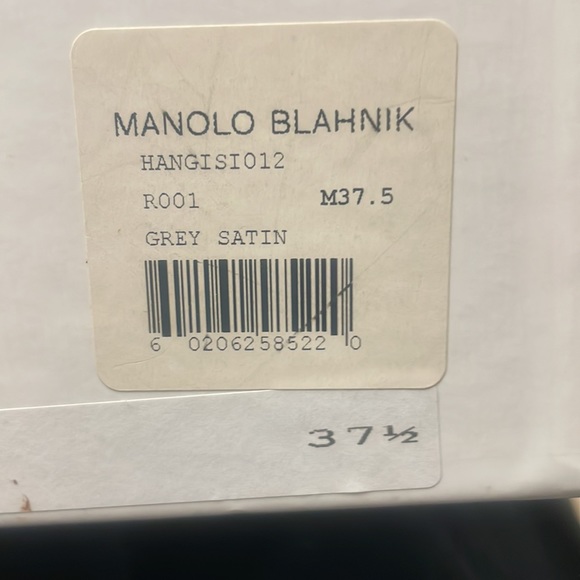 MANOLO BLAHNIK
HANGISI012
R001 M37.5
GREY SATIN
6 0206258522 0
37½